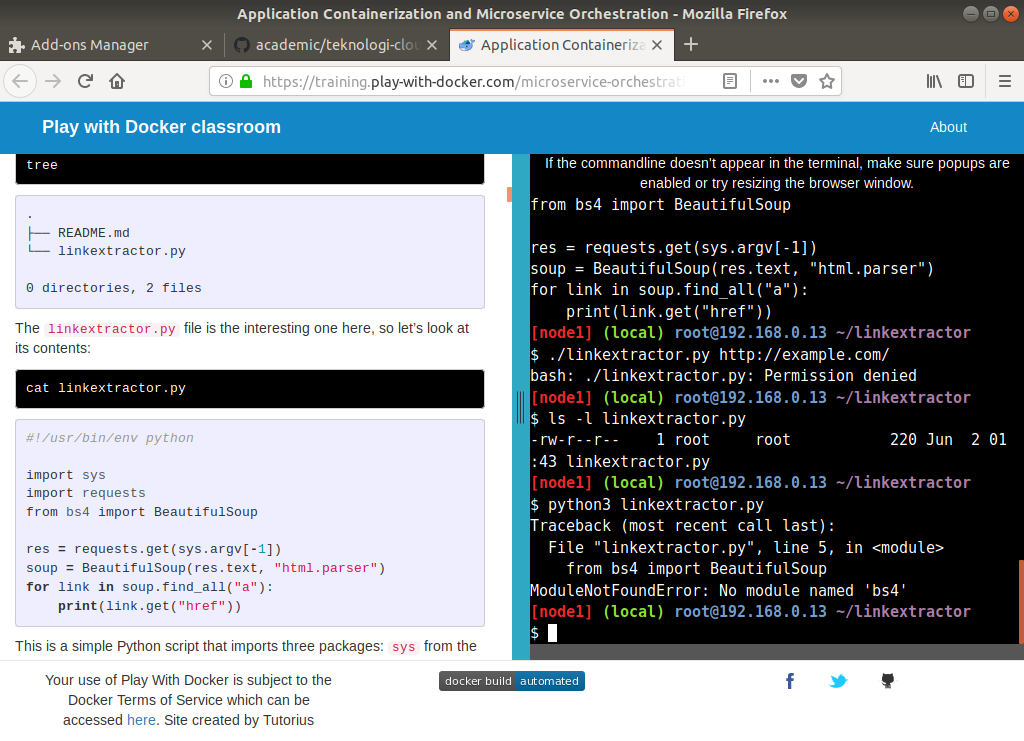 Application Containerization and Microservice Orchestration - Mozilla Firefox
Add-ons Manager
academic/teknologi-clou
Application Containeriza
https://training.play-with-docker.com/microservice-orchestrati
Play with Docker classroom
About
tree
.
├── README.md
└── linkextractor.py
0 directories, 2 files
The linkextractor.py file is the interesting one here, so let's look at
its contents:
cat linkextractor.py
#!/usr/bin/env python
import sys
import requests
from bs4 import BeautifulSoup
res = requests.get(sys.argv[-1])
soup = BeautifulSoup(res.text, "html.parser")
for link in soup.find_all("a"):
    print(link.get("href"))
This is a simple Python script that imports three packages: sys from the
If the commandline doesn't appear in the terminal, make sure popups are
enabled or try resizing the browser window.
from bs4 import BeautifulSoup
res = requests.get(sys.argv[-1])
soup = BeautifulSoup(res.text, "html.parser")
for link in soup.find_all("a"):
    print(link.get("href"))
[node1] (local) root@192.168.0.13 ~/linkextractor
$ ./linkextractor.py http://example.com/
bash: ./linkextractor.py: Permission denied
[node1] (local) root@192.168.0.13 ~/linkextractor
$ ls -l linkextractor.py
-rw-r--r--    1 root     root           220 Jun  2 01
:43 linkextractor.py
[node1] (local) root@192.168.0.13 ~/linkextractor
$ python3 linkextractor.py
Traceback (most recent call last):
  File "linkextractor.py", line 5, in <module>
    from bs4 import BeautifulSoup
ModuleNotFoundError: No module named 'bs4'
[node1] (local) root@192.168.0.13 ~/linkextractor
$
Your use of Play With Docker is subject to the
Docker Terms of Service which can be
accessed here. Site created by Tutorius
docker build automated